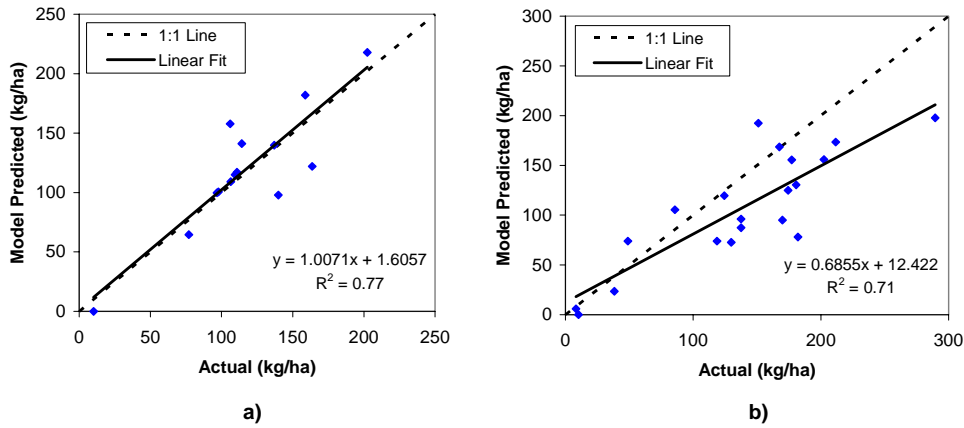 250
200
150
100
50
0
Model Predicted (kg/ha)
1:1 Line
Linear Fit
y = 1.0071x + 1.6057
R² = 0.77
0 50 100 150 200 250
Actual (kg/ha)
a)
300
250
200
150
100
50
0
Model Predicted (kg/ha)
1:1 Line
Linear Fit
y = 0.6855x + 12.422
R² = 0.71
0 100 200 300
Actual (kg/ha)
b)